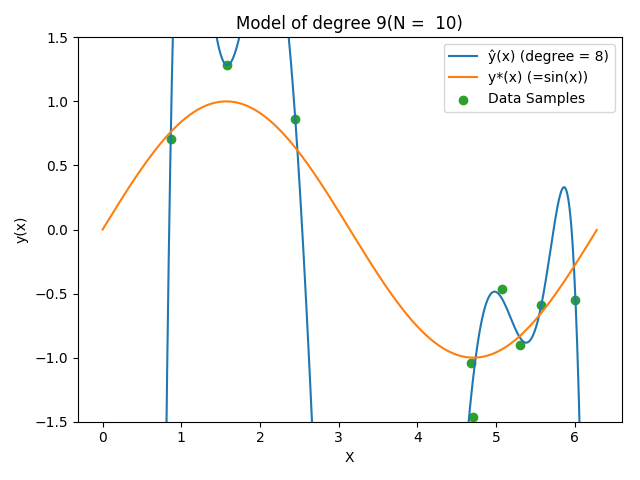 Model of degree 9(N =  10)
ŷ(x) (degree = 8)
y*(x) (=sin(x))
Data Samples
y(x)
1.5
1.0
0.5
0.0
−0.5
−1.0
−1.5
0 1 2 3 4 5 6
X